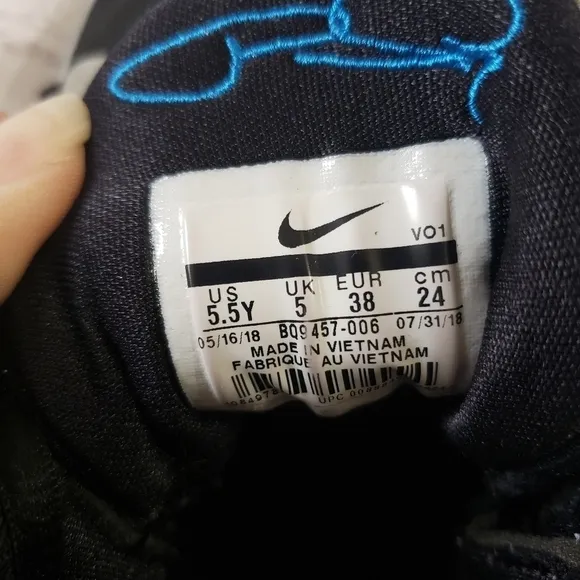 VO1
US UK EUR cm
5.5Y 5 38 24
05/16/18 BQ9457-006 07/31/18
MADE IN VIETNAM
FABRIQUE AU VIETNAM
UPC